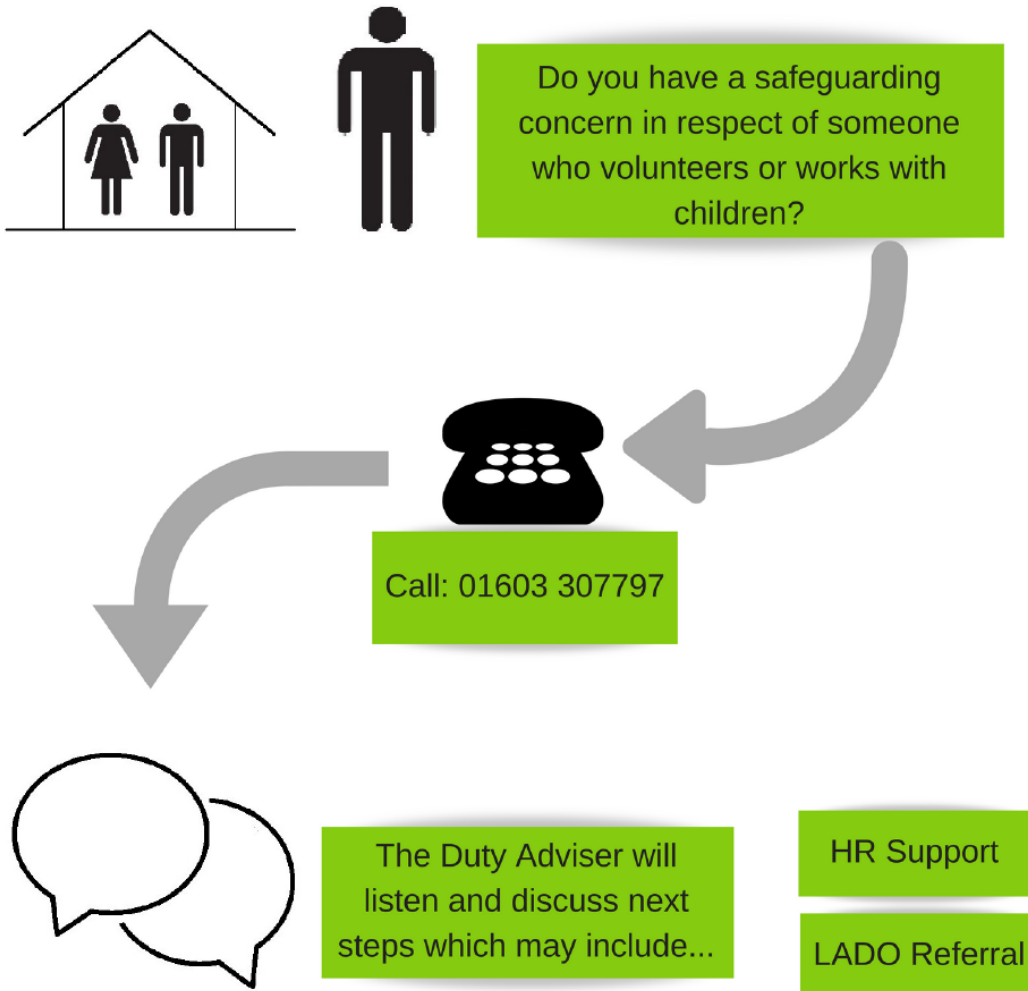 Do you have a safeguarding
concern in respect of someone
who volunteers or works with
children?
Call: 01603 307797
The Duty Adviser will
listen and discuss next
steps which may include...
HR Support
LADO Referral